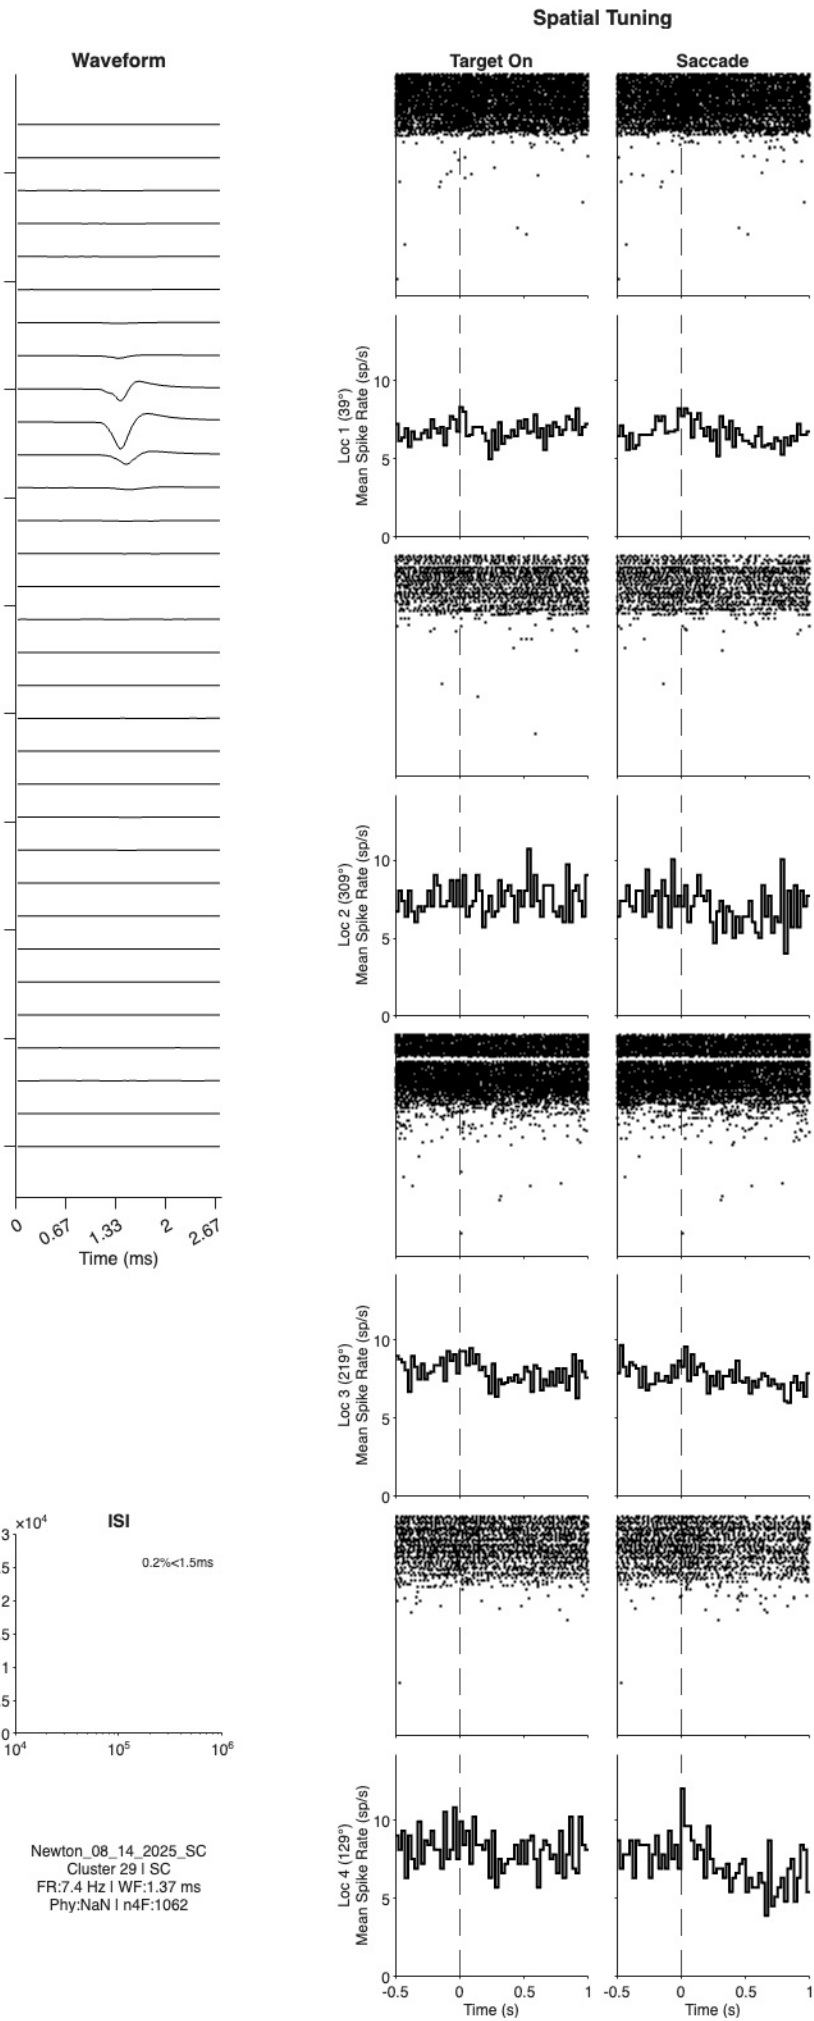 Spatial Tuning
Waveform
Target On
Saccade
10
5
0
Loc 1 (39°)
Mean Spike Rate (sp/s)
10
5
0
Loc 2 (309°)
Mean Spike Rate (sp/s)
0
0.67
1.33
2
2.67
Time (ms)
10
5
0
Loc 3 (219°)
Mean Spike Rate (sp/s)
×10⁴
ISI
3
.5
2
.5
1
.5
0
0.2%<1.5ms
10⁴
10⁵
10⁶
Newton_08_14_2025_SC
Cluster 29 | SC
FR:7.4 Hz | WF:1.37 ms
Phy:NaN | n4F:1062
10
5
0
Loc 4 (129°)
Mean Spike Rate (sp/s)
-0.5 0 0.5 1
Time (s)
-0.5 0 0.5 1
Time (s)